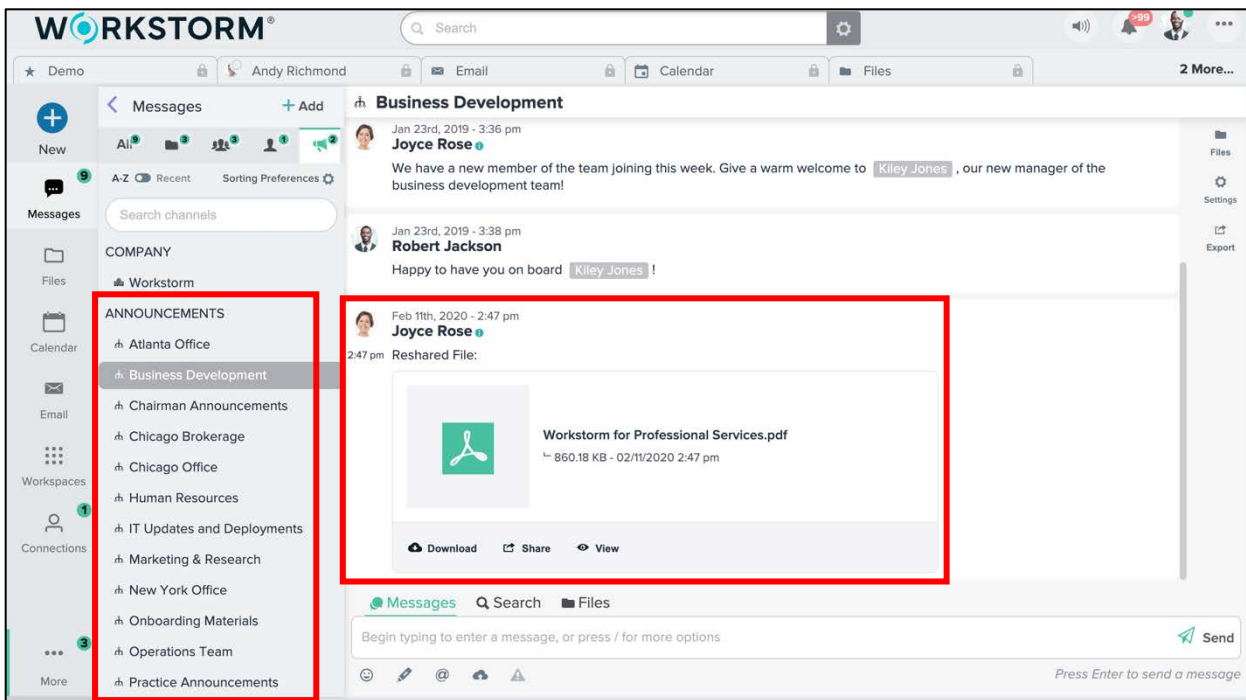 WORKSTORM®
Search
>99
Demo
Andy Richmond
Email
Calendar
Files
2 More...
New
Messages
9
Files
Calendar
Email
Workspaces
Connections
1
3
More
Messages
+ Add
All 9
3
3
1
2
A-Z Recent Sorting Preferences
Search channels
COMPANY
Workstorm
ANNOUNCEMENTS
Atlanta Office
Business Development
Chairman Announcements
Chicago Brokerage
Chicago Office
Human Resources
IT Updates and Deployments
Marketing & Research
New York Office
Onboarding Materials
Operations Team
Practice Announcements
Business Development
Jan 23rd, 2019 - 3:36 pm
Joyce Rose
We have a new member of the team joining this week. Give a warm welcome to Kiley Jones , our new manager of the
business development team!
Jan 23rd, 2019 - 3:38 pm
Robert Jackson
Happy to have you on board Kiley Jones !
Feb 11th, 2020 - 2:47 pm
Joyce Rose
2:47 pm Reshared File:
Workstorm for Professional Services.pdf
860.18 KB - 02/11/2020 2:47 pm
Download Share View
Files
Settings
Export
Messages Search Files
Begin typing to enter a message, or press / for more options
Send
@
Press Enter to send a message